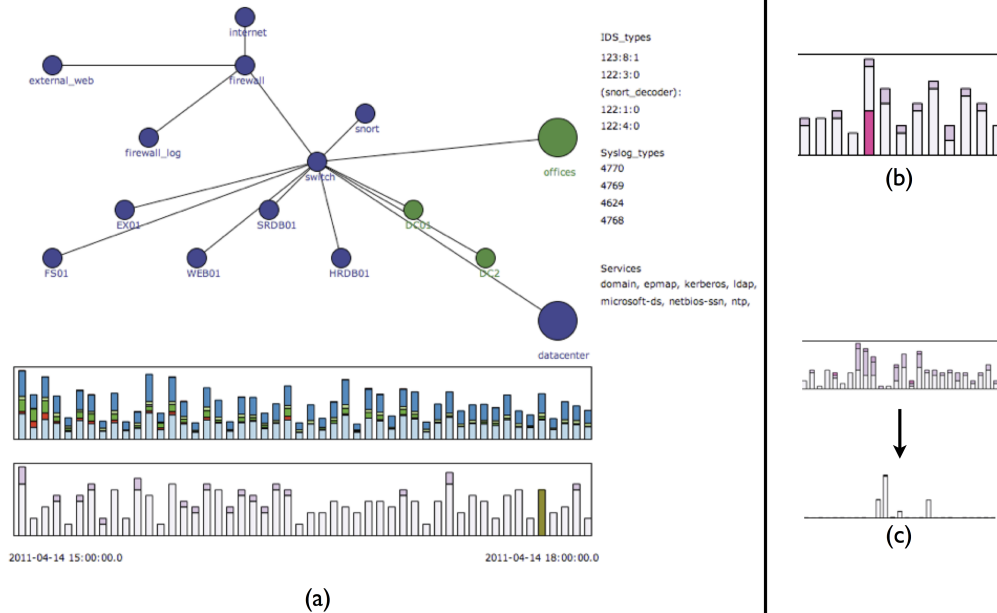 internet
external_web
firewall
snort
firewall_log
offices
switch
EX01
SRDB01
DC01
FS01
WEB01
HRDB01
DC2
datacenter
IDS_types
123:8:1
122:3:0
(snort_decoder):
122:1:0
122:4:0
Syslog_types
4770
4769
4624
4768
Services
domain, epmap, kerberos, ldap,
microsoft-ds, netbios-ssn, ntp,
2011-04-14 15:00:00.0
2011-04-14 18:00:00.0
(a)
(b)
(c)